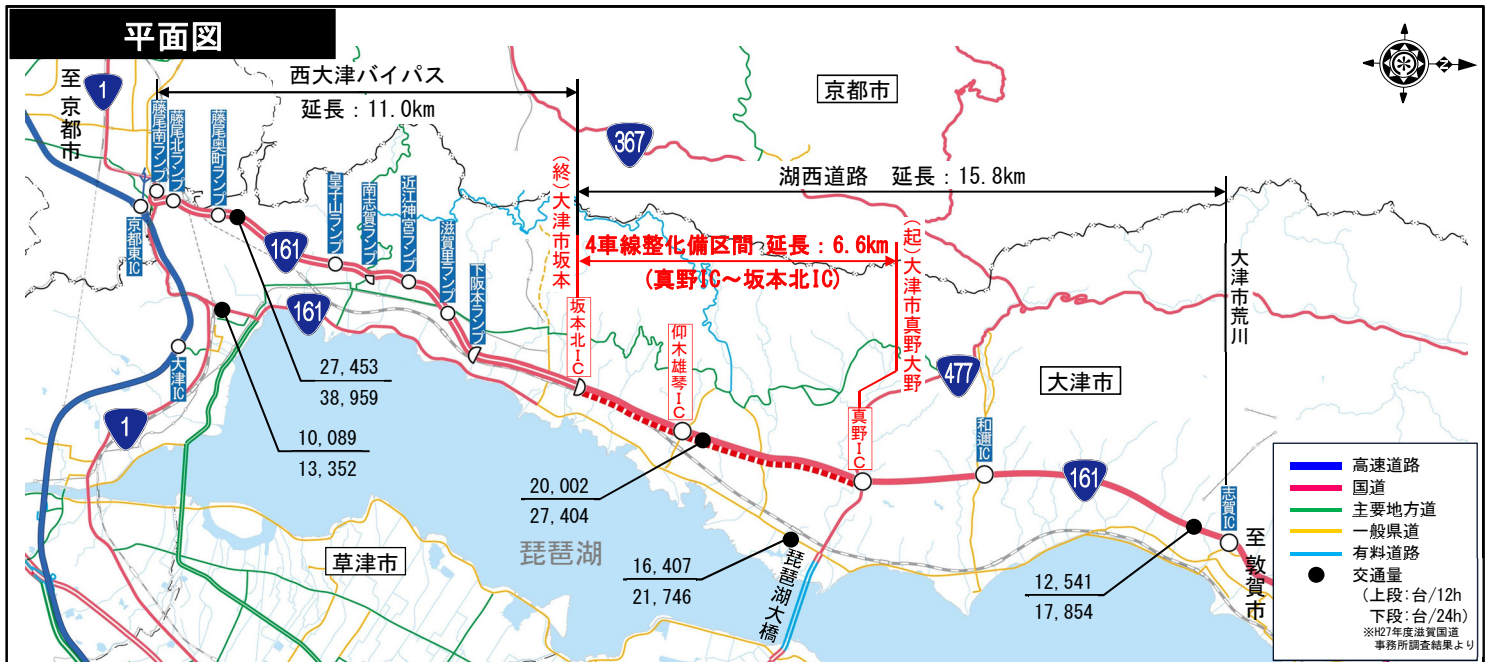 平面図
西大津バイパス
延長：11.0km
至京都市
1
藤尾南ランプ
藤尾北ランプ
藤尾奥町ランプ
皇子山ランプ
南志賀ランプ
近江神宮ランプ
滋賀里ランプ
下阪本ランプ
京都東IC
大津IC
161
161
1
京都市
367
湖西道路　延長：15.8km
(終)大津市坂本
4車線整化備区間 延長：6.6km
(真野IC～坂本北IC)
(起)大津市真野大野
坂本北IC
仰木雄琴IC
真野IC
477
和邇IC
大津市
大津市荒川
161
志賀IC
至敦賀市
27,453
38,959
10,089
13,352
20,002
27,404
16,407
21,746
12,541
17,854
琵琶湖
琵琶湖大橋
草津市
高速道路
国道
主要地方道
一般県道
有料道路
交通量
(上段:台/12h
下段:台/24h)
※H27年度滋賀国道
事務所調査結果より